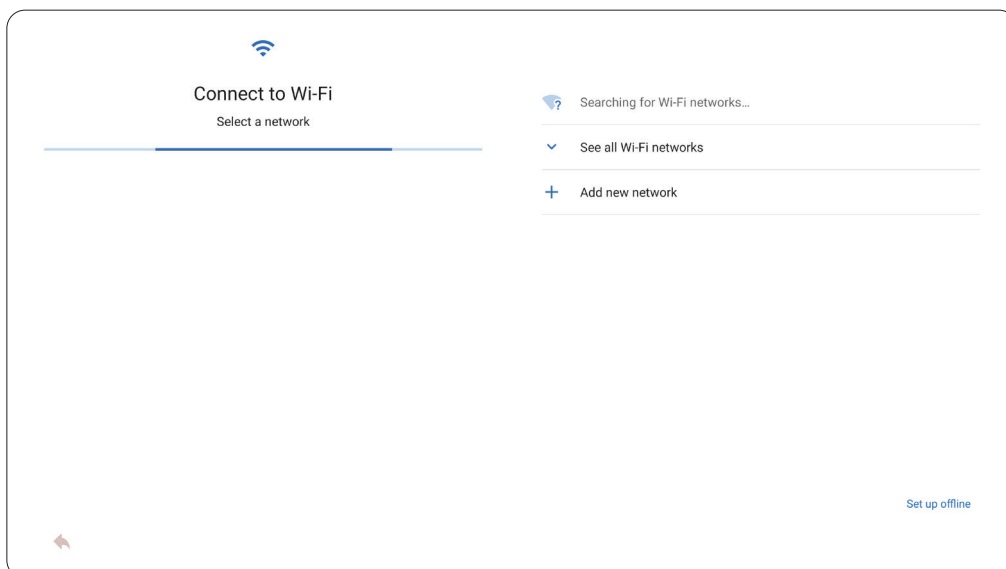 Connect to Wi-Fi
Select a network
Searching for Wi-Fi networks...
See all Wi-Fi networks
Add new network
Set up offline